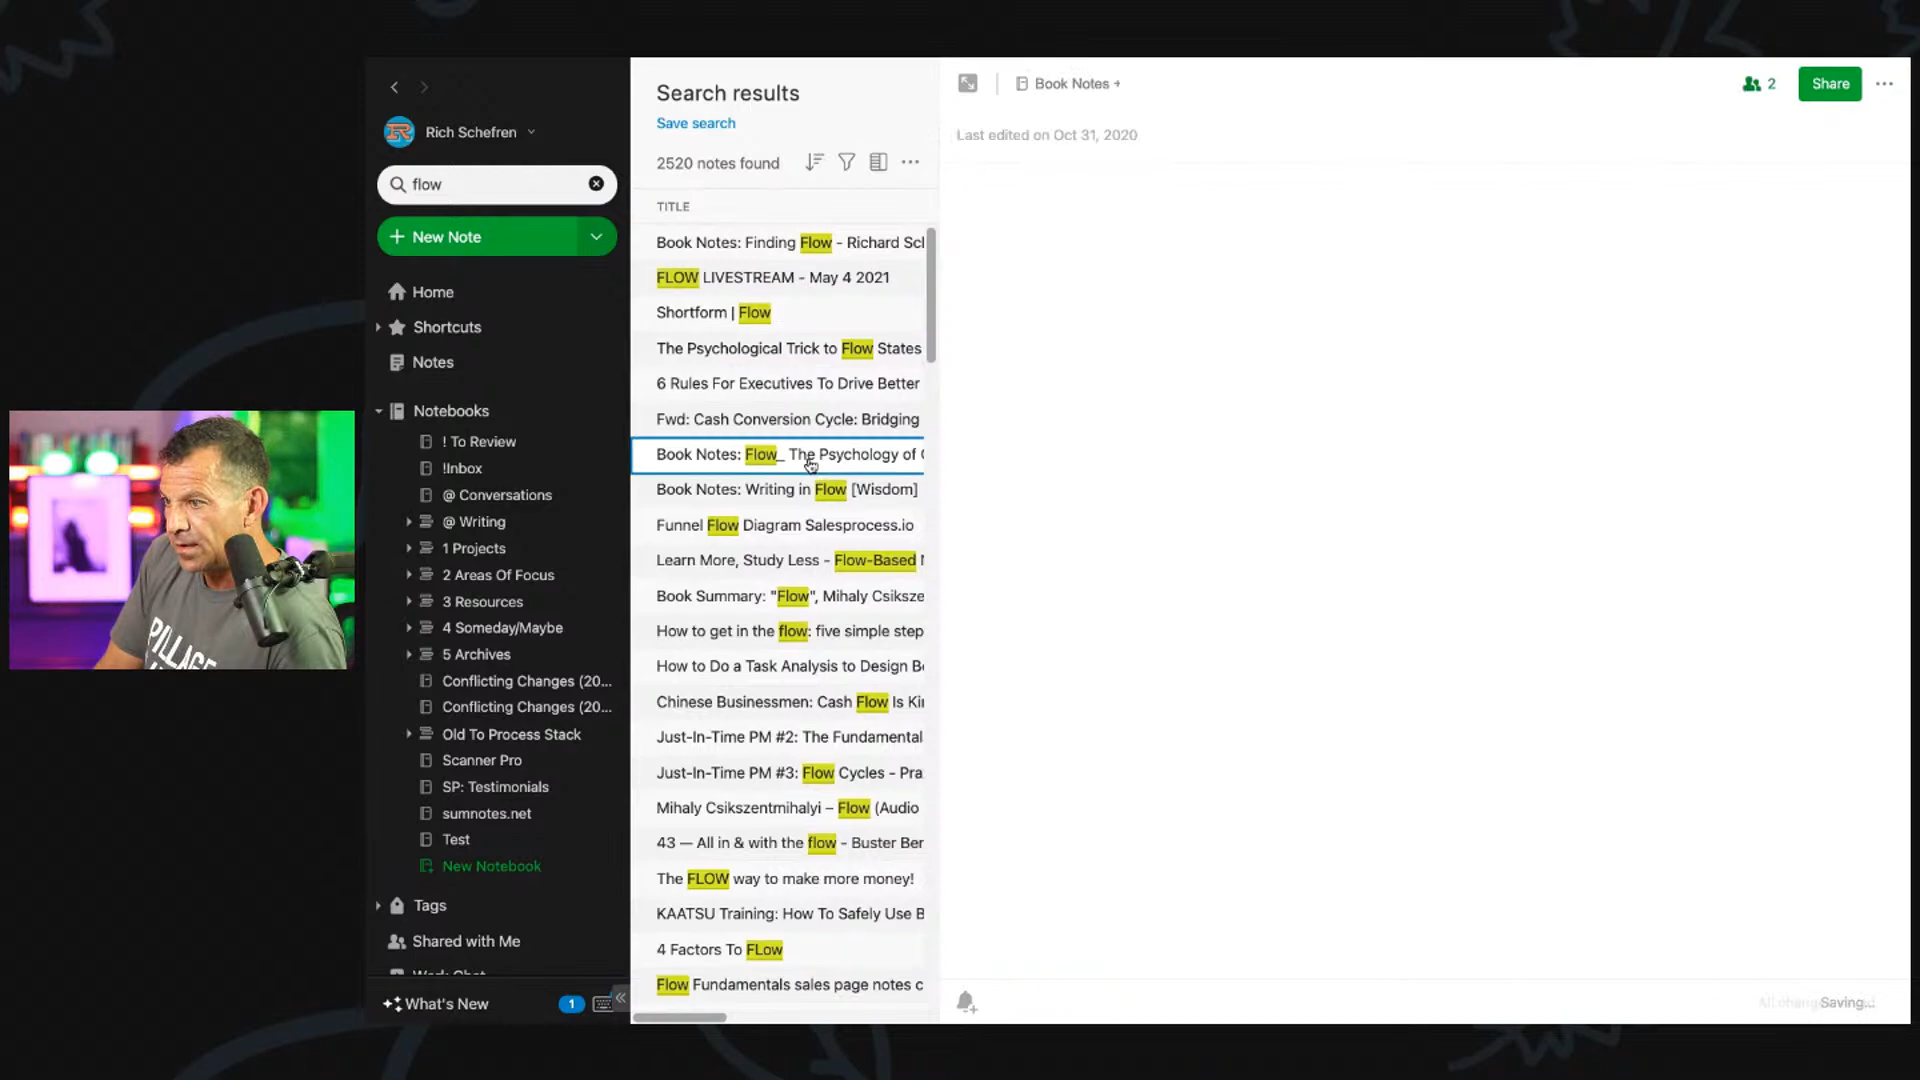 Rich Schefren
flow
New Note
Home
Shortcuts
Notes
Notebooks
! To Review
!Inbox
@ Conversations
@ Writing
1 Projects
2 Areas Of Focus
3 Resources
4 Someday/Maybe
5 Archives
Conflicting Changes (20...
Conflicting Changes (20...
Old To Process Stack
Scanner Pro
SP: Testimonials
sumnotes.net
Test
New Notebook
Tags
Shared with Me
Work Chat
What's New
1
Search results
Save search
2520 notes found
TITLE
Book Notes: Finding Flow - Richard Scl
FLOW LIVESTREAM - May 4 2021
Shortform | Flow
The Psychological Trick to Flow States
6 Rules For Executives To Drive Better
Fwd: Cash Conversion Cycle: Bridging
Book Notes: Flow_ The Psychology of
Book Notes: Writing in Flow [Wisdom]
Funnel Flow Diagram Salesprocess.io
Learn More, Study Less - Flow-Based
Book Summary: "Flow", Mihaly Csiksze
How to get in the flow: five simple step
How to Do a Task Analysis to Design Be
Chinese Businessmen: Cash Flow Is Ki
Just-In-Time PM #2: The Fundamental
Just-In-Time PM #3: Flow Cycles - Pra
Mihaly Csikszentmihalyi – Flow (Audio
43 — All in & with the flow - Buster Ber
The FLOW way to make more money!
KAATSU Training: How To Safely Use B
4 Factors To FLow
Flow Fundamentals sales page notes c
Book Notes
2
Share
Last edited on Oct 31, 2020
Saving...
PILLAGE